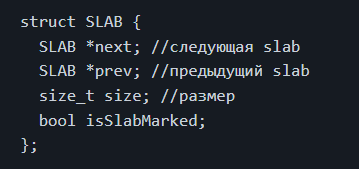 struct SLAB {
SLAB *next; //следующая slab
SLAB *prev; //предыдущий slab
size_t size; //размер
bool isSlabMarked;
};